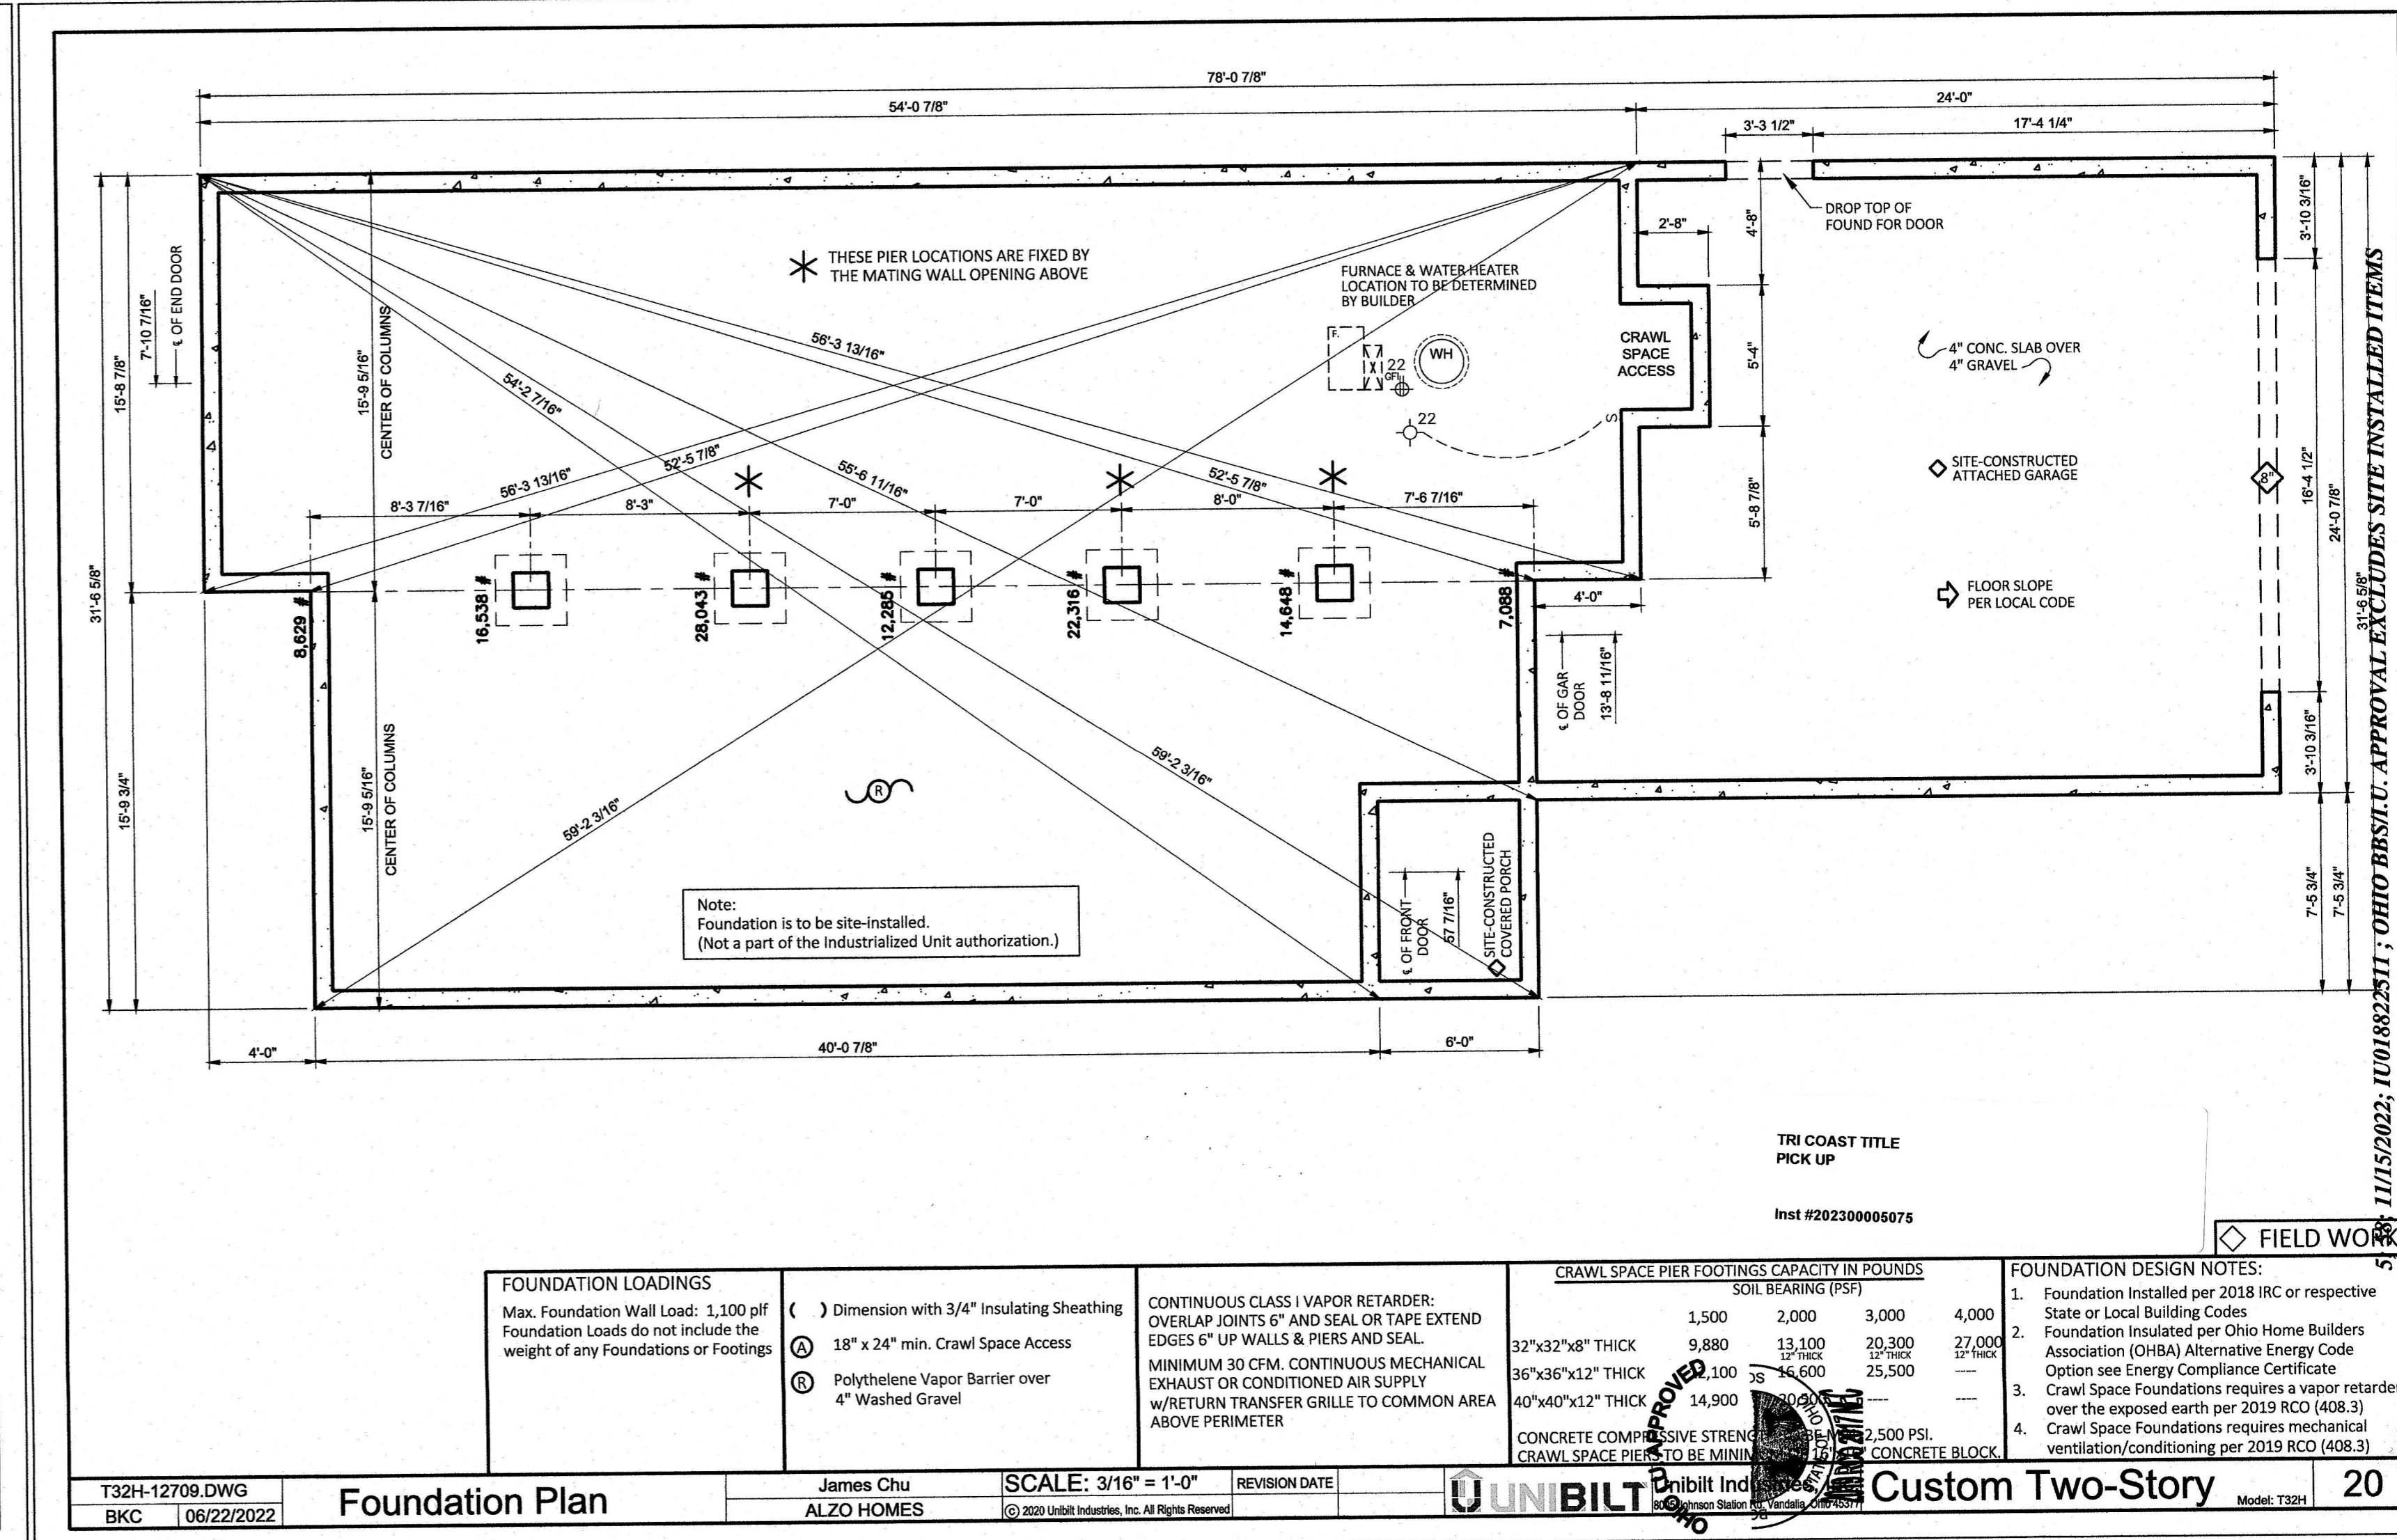 78'-0 7/8"
54'-0 7/8"
24'-0"
3'-3 1/2"
17'-4 1/4"
DROP TOP OF
FOUND FOR DOOR
2'-8"
4'-8"
3'-10 3/16"
℄ OF END DOOR
7'-10 7/16"
15'-8 7/8"
31'-6 5/8"
15'-9 5/16"
CENTER OF COLUMNS
THESE PIER LOCATIONS ARE FIXED BY
THE MATING WALL OPENING ABOVE
FURNACE & WATER HEATER
LOCATION TO BE DETERMINED
BY BUILDER
F.
22
GFI
WH
22
S
CRAWL
SPACE
ACCESS
5'-4"
5'-8 7/8"
4" CONC. SLAB OVER
4" GRAVEL
SITE-CONSTRUCTED
ATTACHED GARAGE
8"
16'-4 1/2"
24'-0 7/8"
31'-6 5/8"
FLOOR SLOPE
PER LOCAL CODE
56'-3 13/16"
54'-2 7/16"
56'-3 13/16"
52'-5 7/8"
55'-6 11/16"
52'-5 7/8"
8'-3 7/16"
8'-3"
7'-0"
7'-0"
8'-0"
7'-6 7/16"
8,629 #
16,538 #
28,043 #
12,285 #
22,316 #
14,648 #
7,088 #
4'-0"
℄ OF GAR
DOOR
13'-8 11/16"
3'-10 3/16"
15'-9 3/4"
15'-9 5/16"
CENTER OF COLUMNS
59'-2 3/16"
59'-2 3/16"
R
Note:
Foundation is to be site-installed.
(Not a part of the Industrialized Unit authorization.)
℄ OF FRONT
DOOR
57 7/16"
SITE-CONSTRUCTED
COVERED PORCH
7'-5 3/4"
7'-5 3/4"
4'-0"
40'-0 7/8"
6'-0"
11/15/2022; IU018822511 ; OHIO BBS/I.U. APPROVAL EXCLUDES SITE INSTALLED ITEMS
TRI COAST TITLE
PICK UP
Inst #202300005075
FIELD WORK
FOUNDATION LOADINGS
Max. Foundation Wall Load: 1,100 plf
Foundation Loads do not include the
weight of any Foundations or Footings
( ) Dimension with 3/4" Insulating Sheathing
A 18" x 24" min. Crawl Space Access
R Polythelene Vapor Barrier over
4" Washed Gravel
CONTINUOUS CLASS I VAPOR RETARDER:
OVERLAP JOINTS 6" AND SEAL OR TAPE EXTEND
EDGES 6" UP WALLS & PIERS AND SEAL.
MINIMUM 30 CFM. CONTINUOUS MECHANICAL
EXHAUST OR CONDITIONED AIR SUPPLY
w/RETURN TRANSFER GRILLE TO COMMON AREA
ABOVE PERIMETER
CRAWL SPACE PIER FOOTINGS CAPACITY IN POUNDS
SOIL BEARING (PSF)
1,500 2,000 3,000 4,000
32"x32"x8" THICK 9,880 13,100 20,300 27,000
12" THICK 12" THICK 12" THICK
36"x36"x12" THICK 16,600 25,500 ----
40"x40"x12" THICK 14,900 ---- ----
CONCRETE 2,500 PSI.
CRAWL SPACE PIERS TO BE CONCRETE BLOCK.
OHIO IU APPROVED
FOUNDATION DESIGN NOTES:
1. Foundation Installed per 2018 IRC or respective
State or Local Building Codes
2. Foundation Insulated per Ohio Home Builders
Association (OHBA) Alternative Energy Code
Option see Energy Compliance Certificate
3. Crawl Space Foundations requires a vapor retarder
over the exposed earth per 2019 RCO (408.3)
4. Crawl Space Foundations requires mechanical
ventilation/conditioning per 2019 RCO (408.3)
T32H-12709.DWG
BKC 06/22/2022
Foundation Plan
James Chu
ALZO HOMES
SCALE: 3/16" = 1'-0"
© 2020 Unibilt Industries, Inc. All Rights Reserved
REVISION DATE
UNIBILT
Johnson Station Rd, Vandalia, Ohio 45377
Custom Two-Story
Model: T32H
20